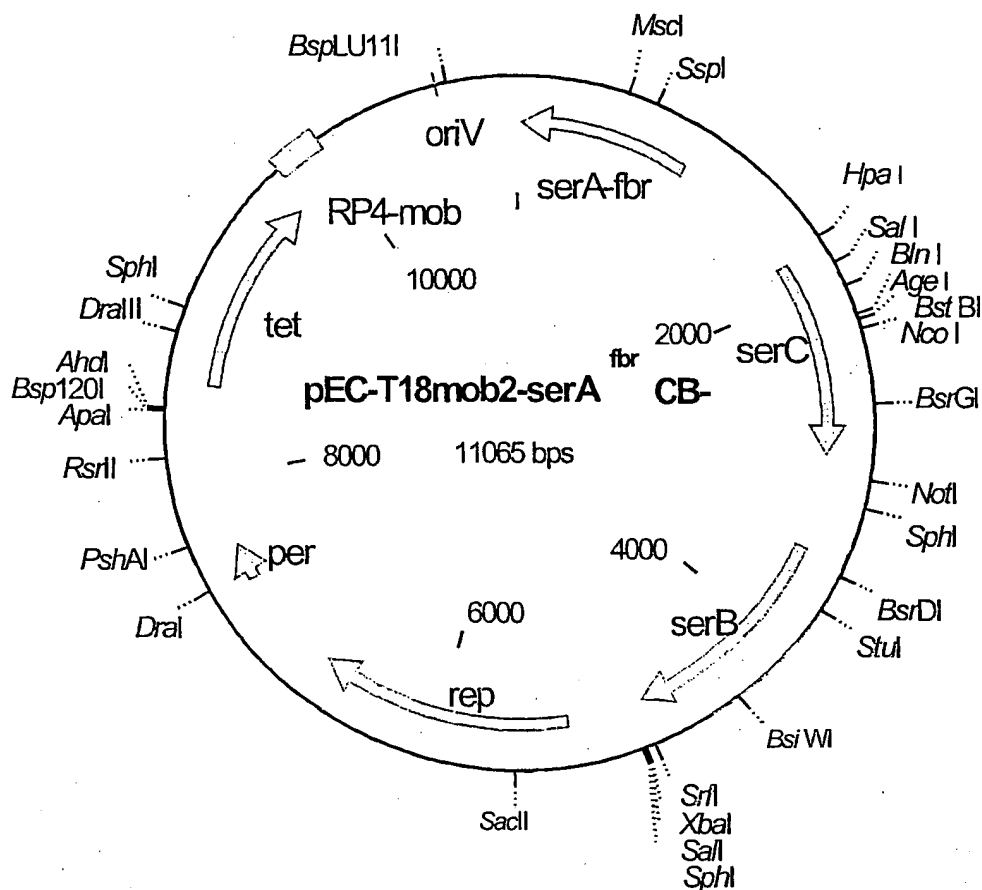 BspLU11I
MscI
SspI
oriV
serA-fbr
HpaI
SalI
BlnI
AgeI
BstBI
NcoI
RP4-mob
10000
SphI
DraIII
tet
2000
serC
AhdI
Bsp120I
ApaI
pEC-T18mob2-serA fbr CB-
BsrGI
RsrII
8000
11065 bps
NotI
SphI
PshAI
per
4000
BsrDI
DraI
6000
serB
StuI
rep
BsiWI
SacII
SrfI
XbaI
SalI
SphI